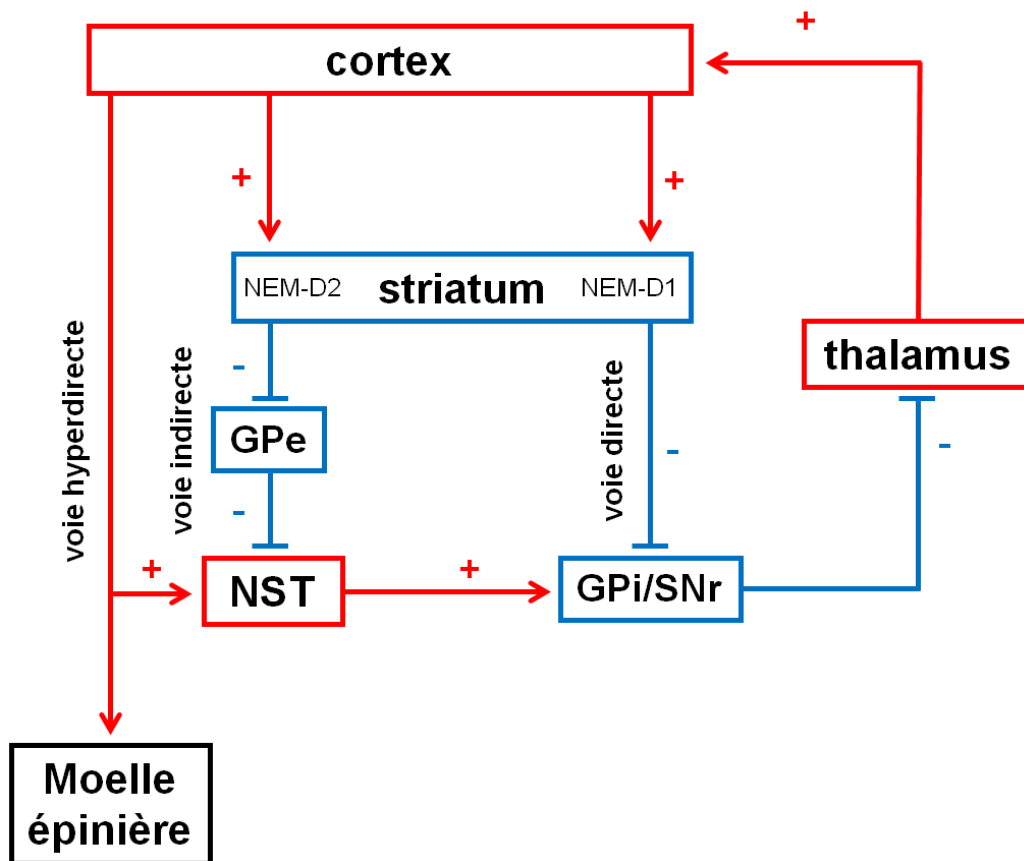 +
cortex
+
+
NEM-D2 striatum NEM-D1
-
voie hyperdirecte
voie indirecte
voie directe
thalamus
GPe
-
-
-
+
NST
+
GPi/SNr
Moelle
épinière